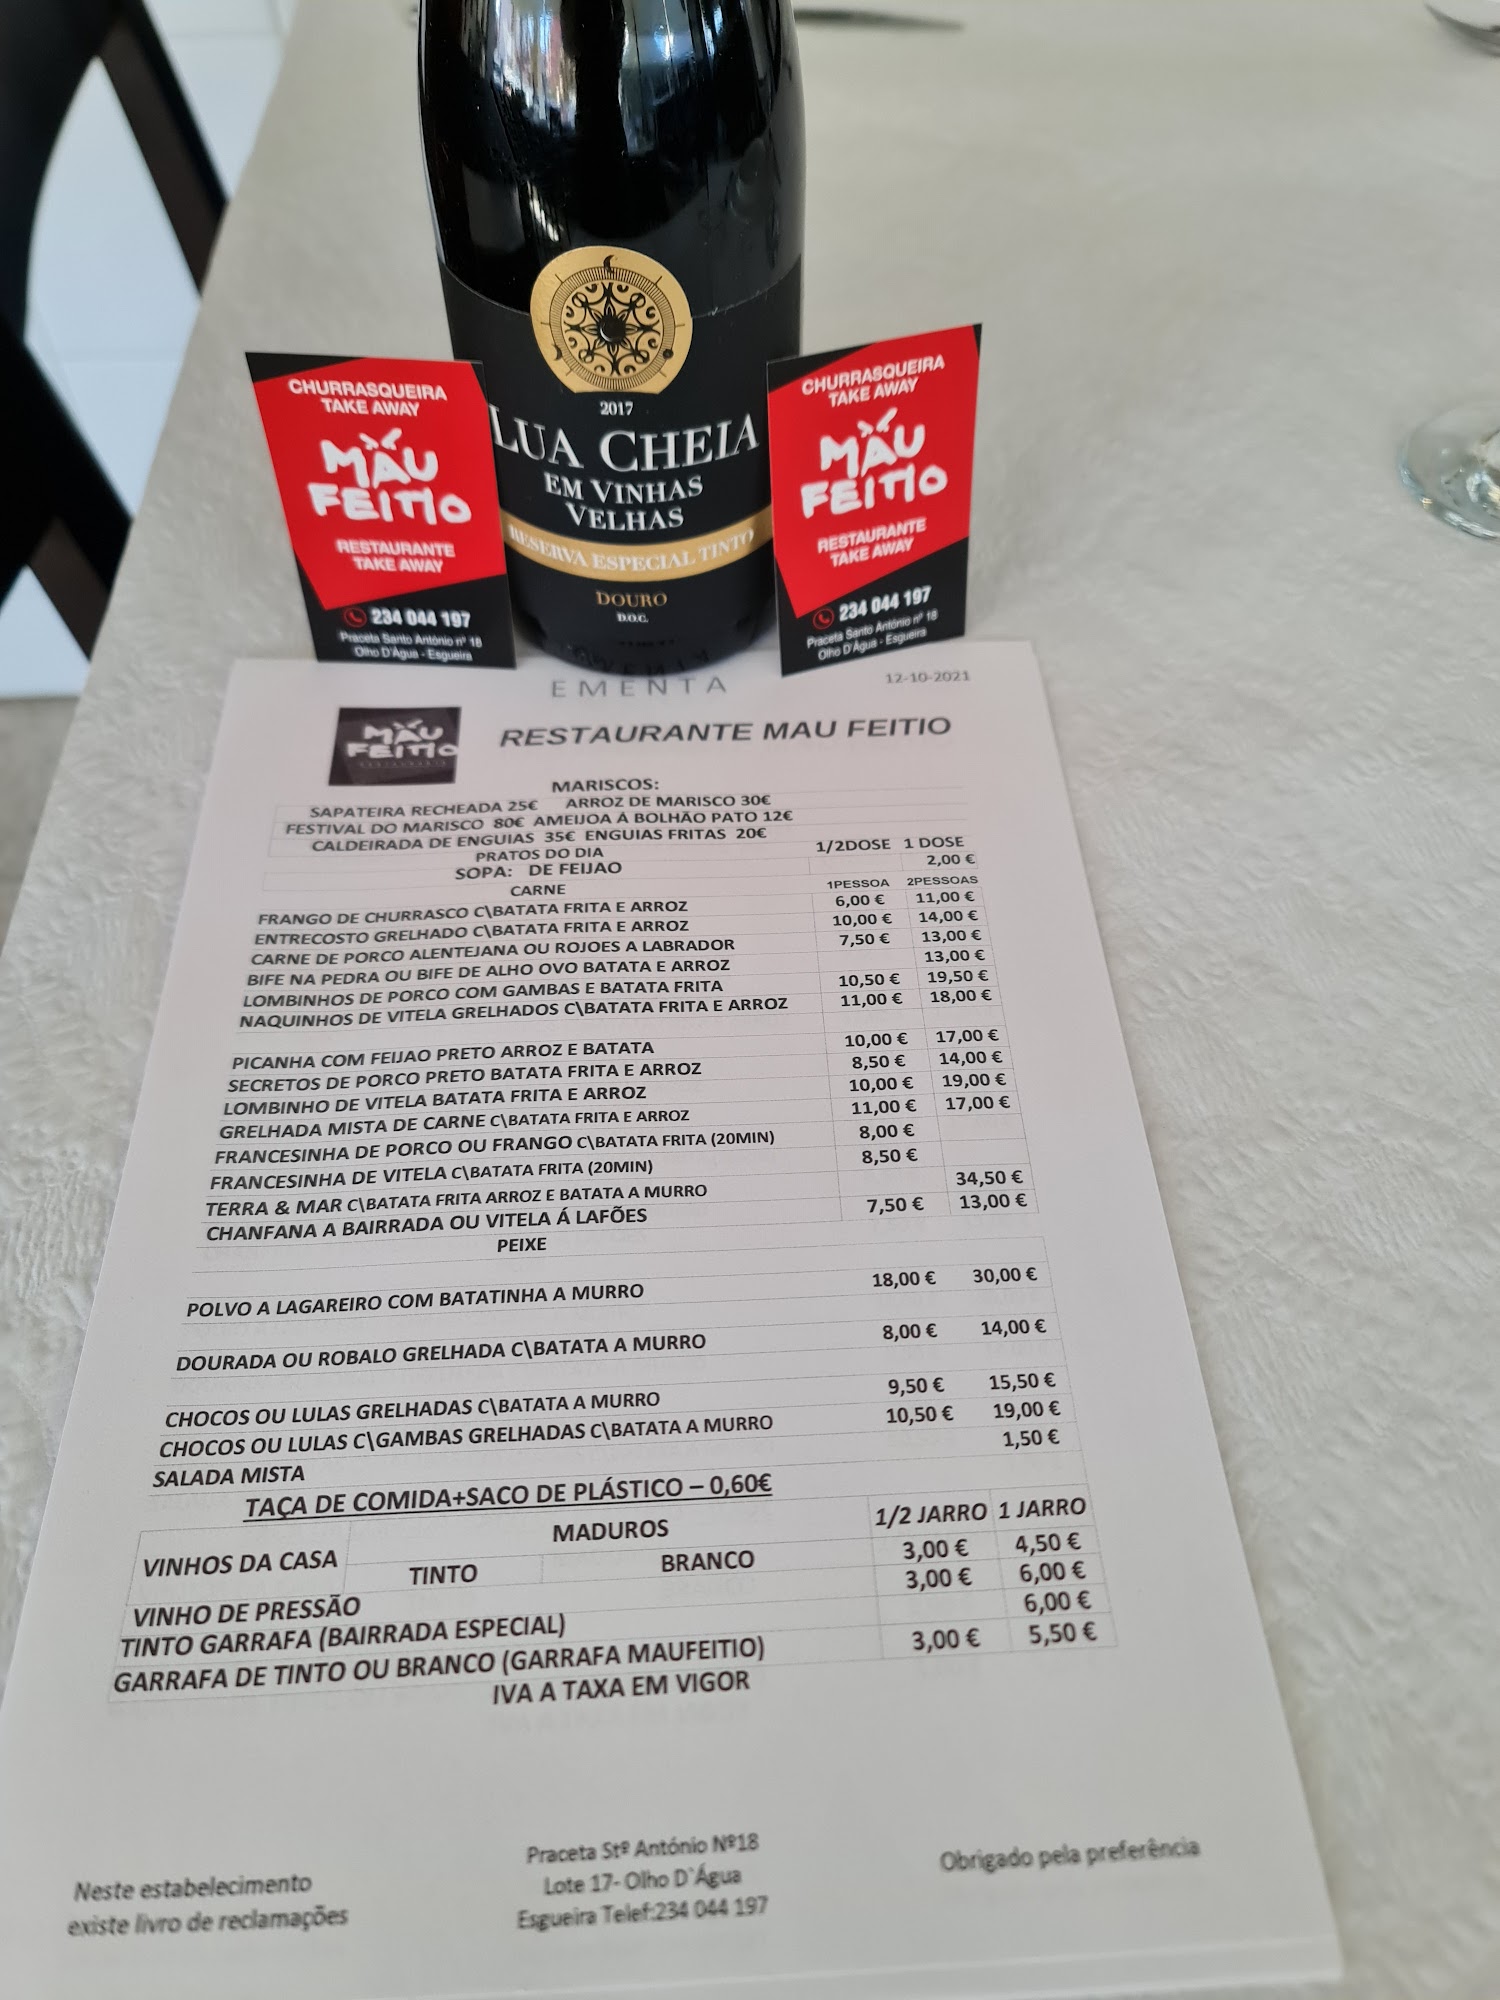 2017
LUA CHEIA
EM VINHAS
VELHAS
RESERVA ESPECIAL TINTO
DOURO
D.O.C.
CHURRASQUEIRA
TAKE AWAY
MAU
FEITIO
RESTAURANTE
TAKE AWAY
234 044 197
Praceta Santo António nº 18
Olho D'Água - Esgueira
CHURRASQUEIRA
TAKE AWAY
MAU
FEITIO
RESTAURANTE
TAKE AWAY
234 044 197
Praceta Santo António nº 18
Olho D'Água - Esgueira
EMENTA 12-10-2021
MAU
FEITIO
RESTAURANTE MAU FEITIO
MARISCOS:
SAPATEIRA RECHEADA 25€ ARROZ DE MARISCO 30€
FESTIVAL DO MARISCO 80€ AMEIJOA Á BOLHÃO PATO 12€
CALDEIRADA DE ENGUIAS 35€ ENGUIAS FRITAS 20€
PRATOS DO DIA 1/2DOSE 1 DOSE
SOPA: DE FEIJAO 2,00 €
CARNE 1PESSOA 2PESSOAS
FRANGO DE CHURRASCO C\BATATA FRITA E ARROZ 6,00 € 11,00 €
ENTRECOSTO GRELHADO C\BATATA FRITA E ARROZ 10,00 € 14,00 €
CARNE DE PORCO ALENTEJANA OU ROJOES A LABRADOR 7,50 € 13,00 €
BIFE NA PEDRA OU BIFE DE ALHO OVO BATATA E ARROZ 13,00 €
LOMBINHOS DE PORCO COM GAMBAS E BATATA FRITA 10,50 € 19,50 €
NAQUINHOS DE VITELA GRELHADOS C\BATATA FRITA E ARROZ 11,00 € 18,00 €
PICANHA COM FEIJAO PRETO ARROZ E BATATA 10,00 € 17,00 €
SECRETOS DE PORCO PRETO BATATA FRITA E ARROZ 8,50 € 14,00 €
LOMBINHO DE VITELA BATATA FRITA E ARROZ 10,00 € 19,00 €
GRELHADA MISTA DE CARNE C\BATATA FRITA E ARROZ 11,00 € 17,00 €
FRANCESINHA DE PORCO OU FRANGO C\BATATA FRITA (20MIN) 8,00 €
FRANCESINHA DE VITELA C\BATATA FRITA (20MIN) 8,50 €
TERRA & MAR C\BATATA FRITA ARROZ E BATATA A MURRO 34,50 €
CHANFANA A BAIRRADA OU VITELA Á LAFÕES 7,50 € 13,00 €
PEIXE
POLVO A LAGAREIRO COM BATATINHA A MURRO 18,00 € 30,00 €
DOURADA OU ROBALO GRELHADA C\BATATA A MURRO 8,00 € 14,00 €
CHOCOS OU LULAS GRELHADAS C\BATATA A MURRO 9,50 € 15,50 €
CHOCOS OU LULAS C\GAMBAS GRELHADAS C\BATATA A MURRO 10,50 € 19,00 €
SALADA MISTA 1,50 €
TAÇA DE COMIDA+SACO DE PLÁSTICO – 0,60€
MADUROS 1/2 JARRO 1 JARRO
VINHOS DA CASA TINTO BRANCO 3,00 € 4,50 €
VINHO DE PRESSÃO 3,00 € 6,00 €
TINTO GARRAFA (BAIRRADA ESPECIAL) 6,00 €
GARRAFA DE TINTO OU BRANCO (GARRAFA MAUFEITIO) 3,00 € 5,50 €
IVA A TAXA EM VIGOR
Neste estabelecimento
existe livro de reclamações
Praceta Stº António Nº18
Lote 17- Olho D`Água
Esgueira Telef:234 044 197
Obrigado pela preferência